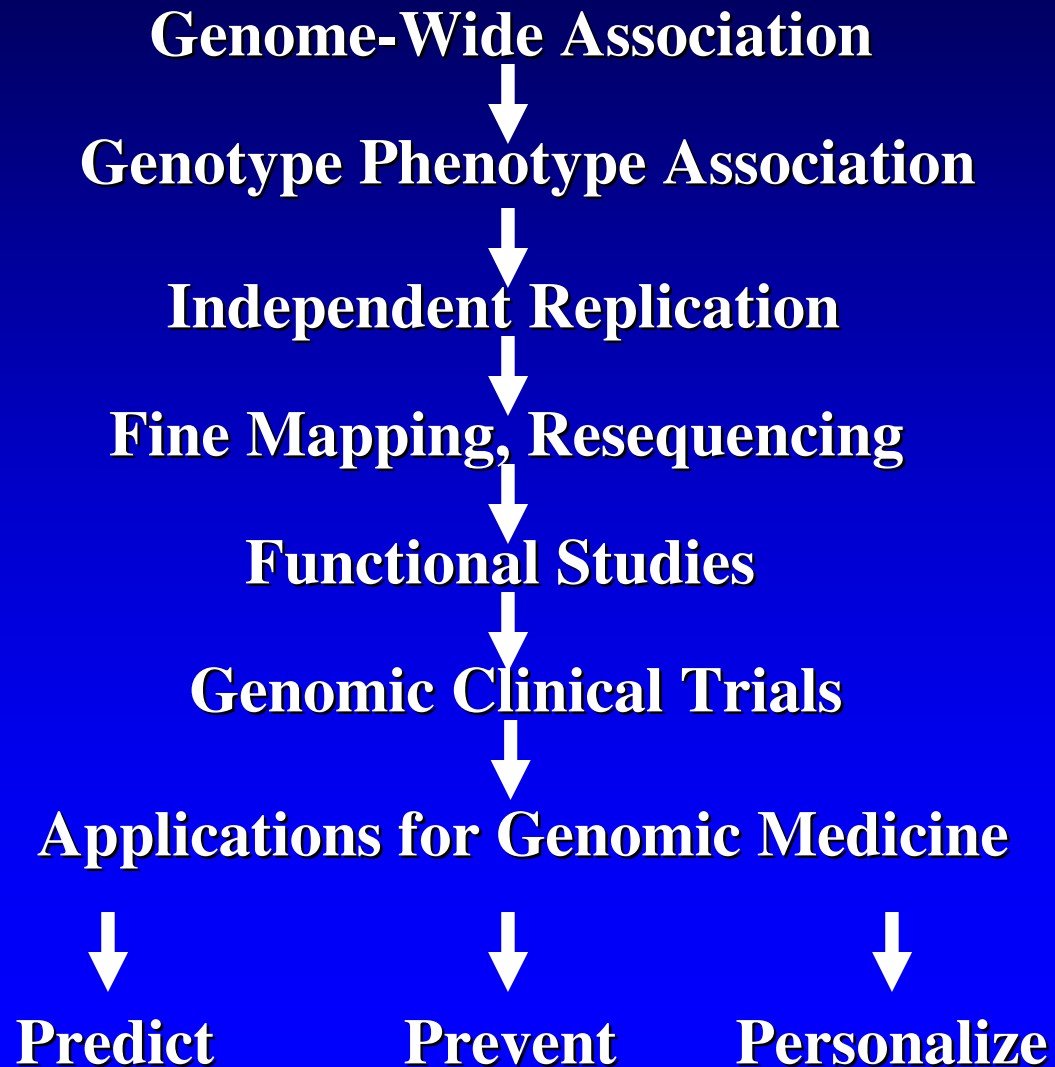 Genome-Wide Association
Genotype Phenotype Association
Independent Replication
Fine Mapping, Resequencing
Functional Studies
Genomic Clinical Trials
Applications for Genomic Medicine
Predict Prevent Personalize